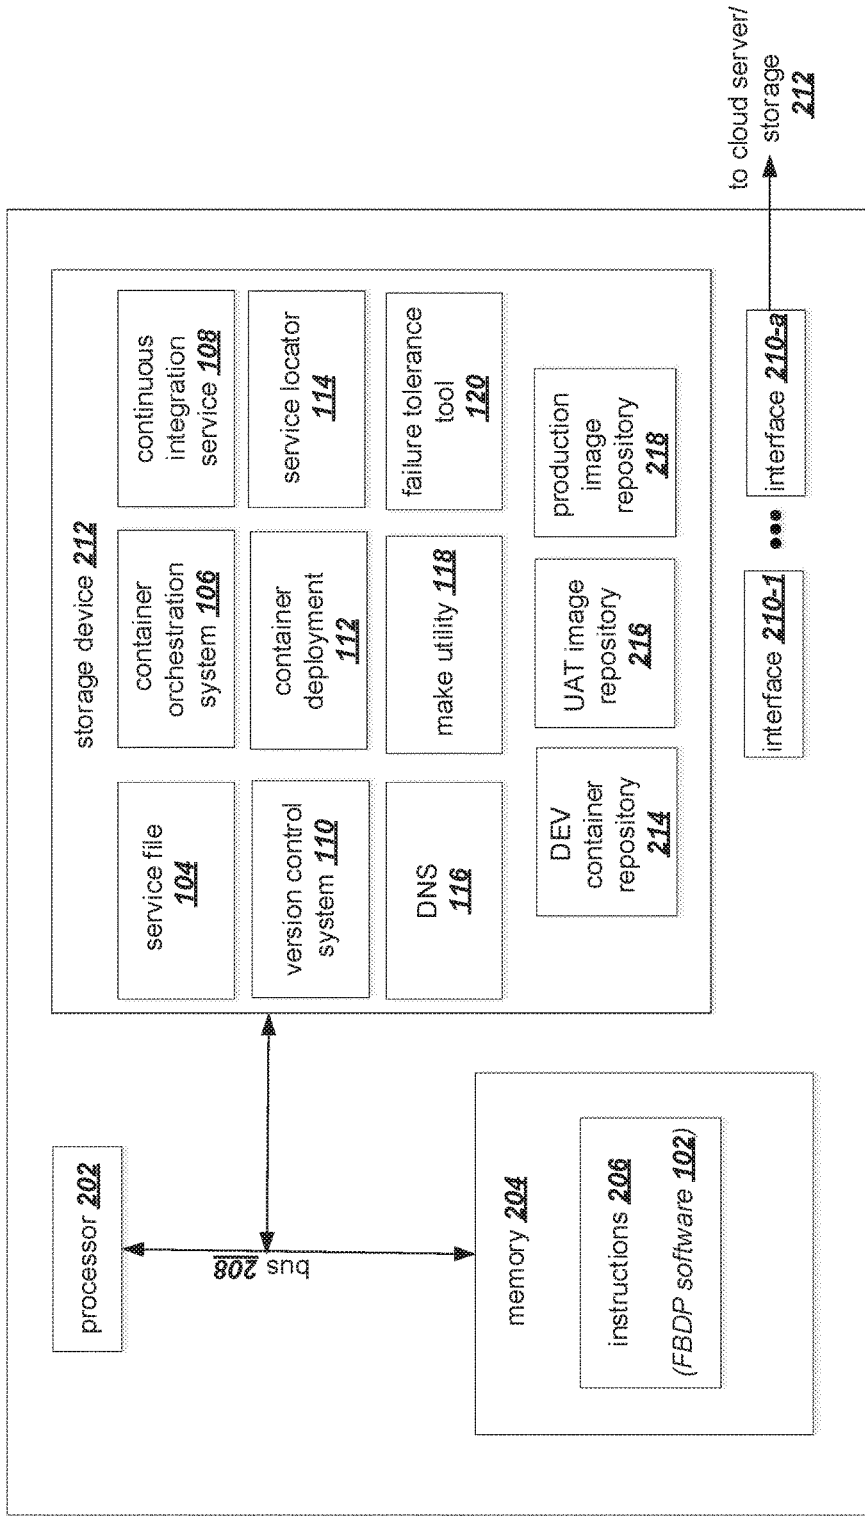 processor 202
bus 208
memory 204
instructions 206
(FBDP software 102)
storage device 212
service file
104
container
orchestration
system 106
continuous
integration
service 108
version control
system 110
container
deployment
112
service locator
114
DNS
116
make utility 118
failure tolerance
tool
120
DEV
container
repository
214
UAT image
repository
216
production
image
repository
218
interface 210-1
•••
interface 210-a
to cloud server/
storage
212